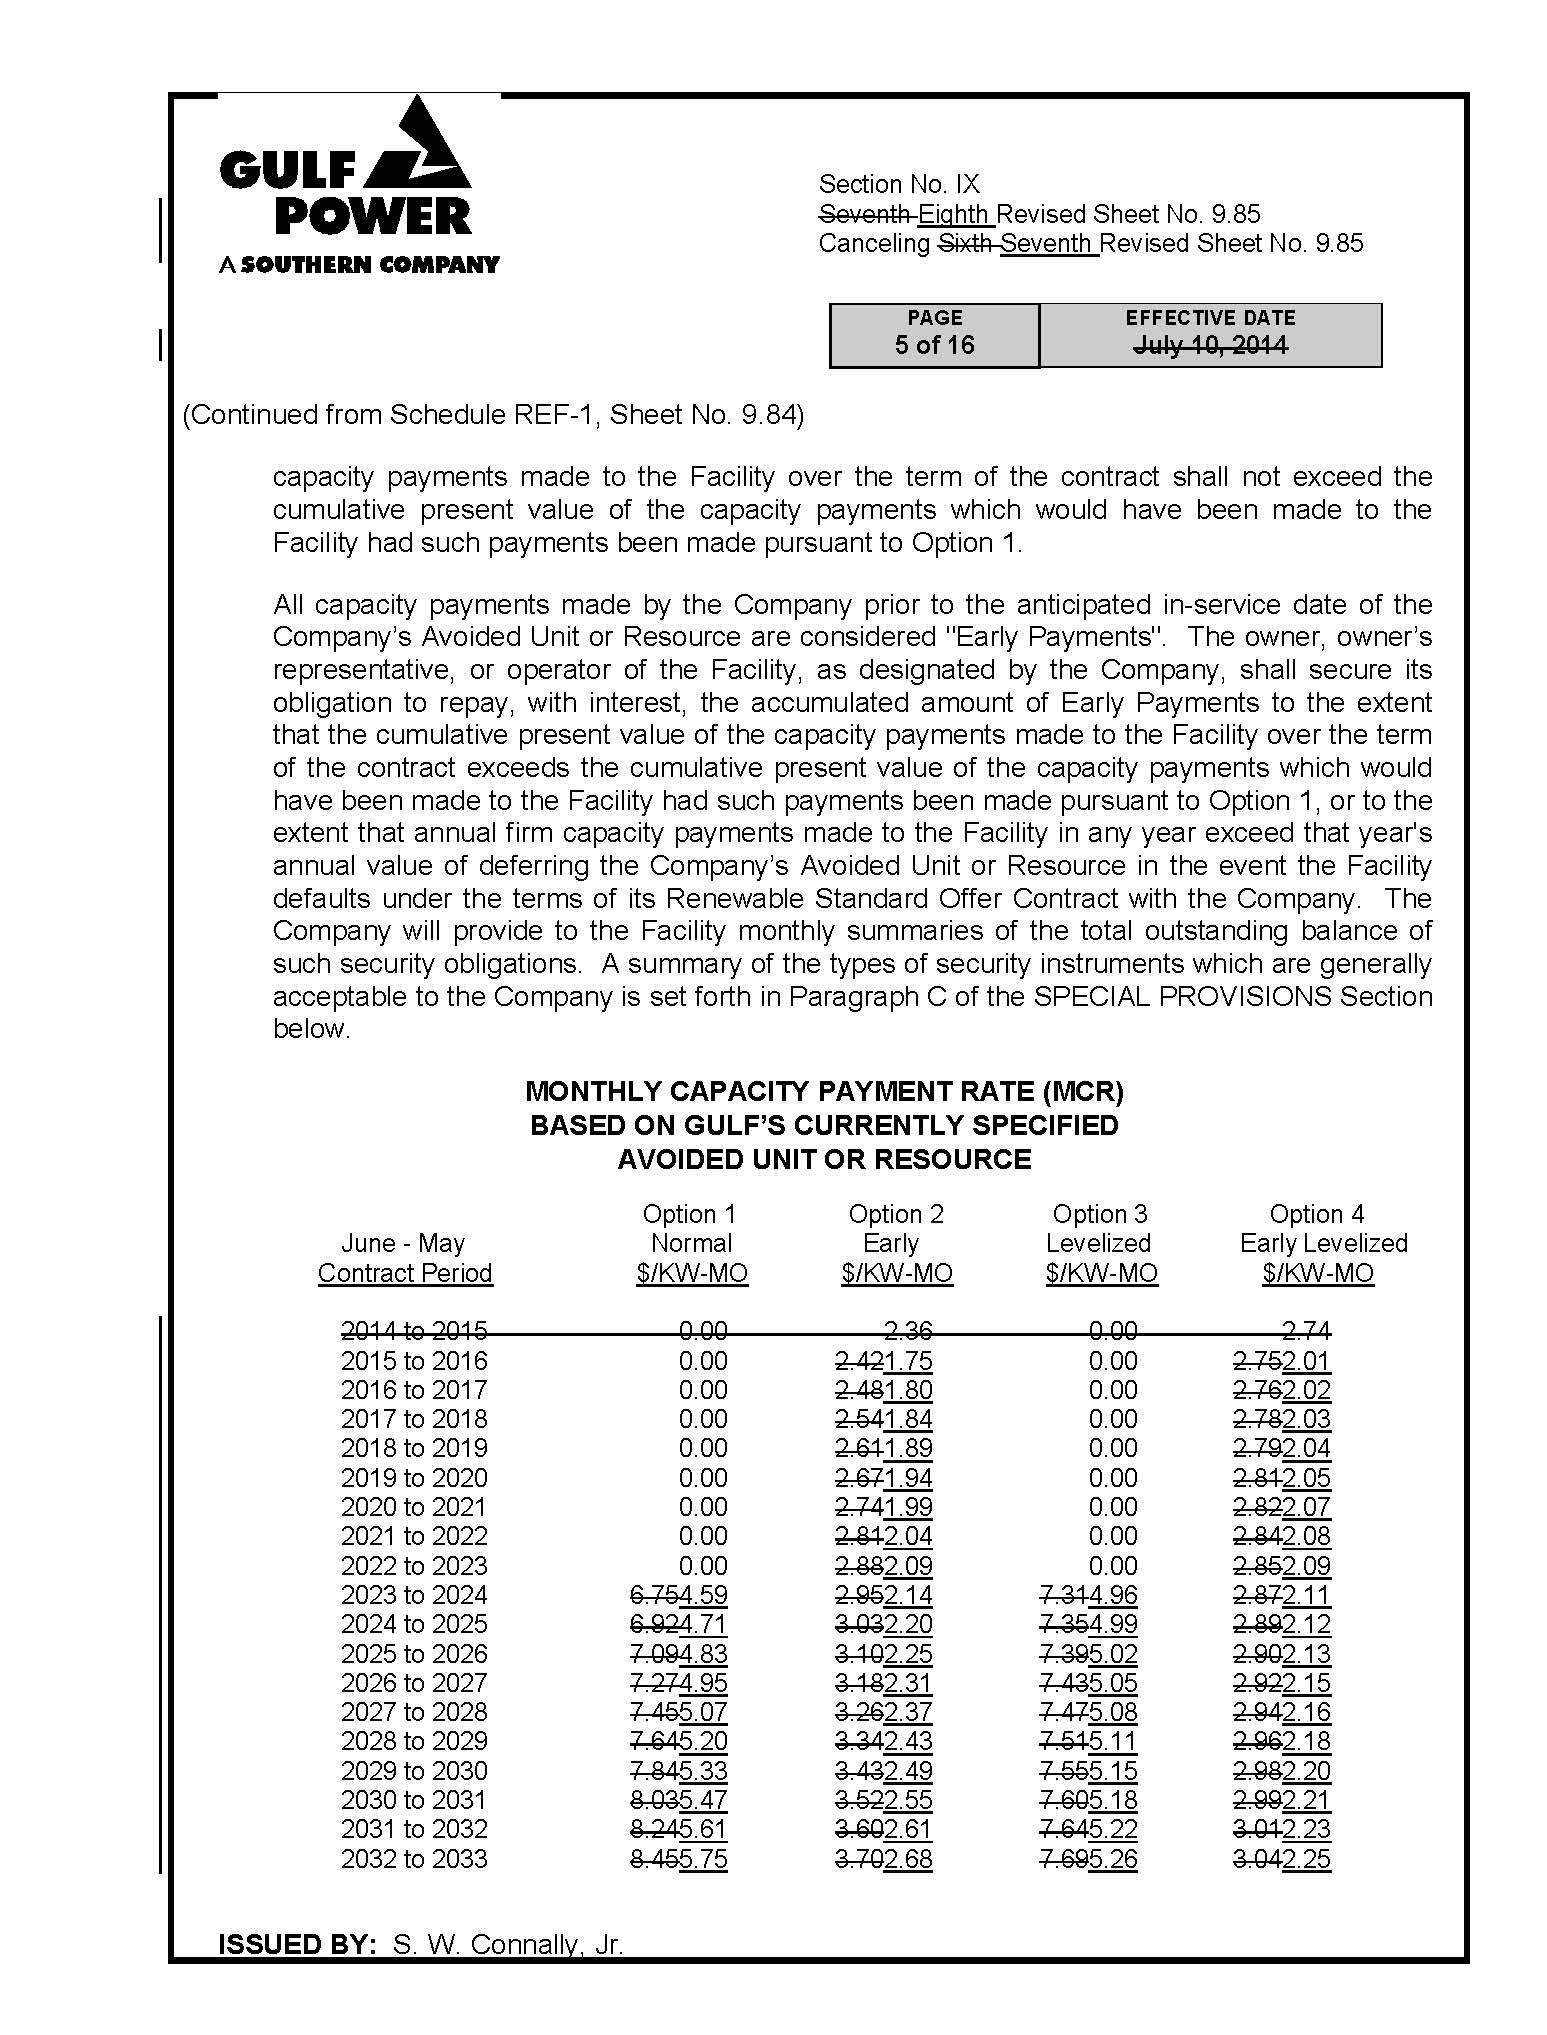 GULF
POWER
A SOUTHERN COMPANY
Section No. IX
Seventh Eighth Revised Sheet No. 9.85
Canceling Sixth Seventh Revised Sheet No. 9.85
PAGE EFFECTIVE DATE
5 of 16 July 10, 2014
(Continued from Schedule REF-1, Sheet No. 9.84)
capacity payments made to the Facility over the term of the contract shall not exceed the
cumulative present value of the capacity payments which would have been made to the
Facility had such payments been made pursuant to Option 1.
All capacity payments made by the Company prior to the anticipated in-service date of the
Company’s Avoided Unit or Resource are considered "Early Payments".  The owner, owner’s
representative, or operator of the Facility, as designated by the Company, shall secure its
obligation to repay, with interest, the accumulated amount of Early Payments to the extent
that the cumulative present value of the capacity payments made to the Facility over the term
of the contract exceeds the cumulative present value of the capacity payments which would
have been made to the Facility had such payments been made pursuant to Option 1, or to the
extent that annual firm capacity payments made to the Facility in any year exceed that year's
annual value of deferring the Company’s Avoided Unit or Resource in the event the Facility
defaults under the terms of its Renewable Standard Offer Contract with the Company.  The
Company will provide to the Facility monthly summaries of the total outstanding balance of
such security obligations.  A summary of the types of security instruments which are generally
acceptable to the Company is set forth in Paragraph C of the SPECIAL PROVISIONS Section
below.
MONTHLY CAPACITY PAYMENT RATE (MCR)
BASED ON GULF’S CURRENTLY SPECIFIED
AVOIDED UNIT OR RESOURCE
Option 1 Option 2 Option 3 Option 4
June - May Normal Early Levelized Early Levelized
Contract Period $/KW-MO $/KW-MO $/KW-MO $/KW-MO
2014 to 2015 0.00 2.36 0.00 2.74
2015 to 2016 0.00 2.421.75 0.00 2.752.01
2016 to 2017 0.00 2.481.80 0.00 2.762.02
2017 to 2018 0.00 2.541.84 0.00 2.782.03
2018 to 2019 0.00 2.611.89 0.00 2.792.04
2019 to 2020 0.00 2.671.94 0.00 2.812.05
2020 to 2021 0.00 2.741.99 0.00 2.822.07
2021 to 2022 0.00 2.812.04 0.00 2.842.08
2022 to 2023 0.00 2.882.09 0.00 2.852.09
2023 to 2024 6.754.59 2.952.14 7.314.96 2.872.11
2024 to 2025 6.924.71 3.032.20 7.354.99 2.892.12
2025 to 2026 7.094.83 3.102.25 7.395.02 2.902.13
2026 to 2027 7.274.95 3.182.31 7.435.05 2.922.15
2027 to 2028 7.455.07 3.262.37 7.475.08 2.942.16
2028 to 2029 7.645.20 3.342.43 7.515.11 2.962.18
2029 to 2030 7.845.33 3.432.49 7.555.15 2.982.20
2030 to 2031 8.035.47 3.522.55 7.605.18 2.992.21
2031 to 2032 8.245.61 3.602.61 7.645.22 3.012.23
2032 to 2033 8.455.75 3.702.68 7.695.26 3.042.25
ISSUED BY:  S. W. Connally, Jr.